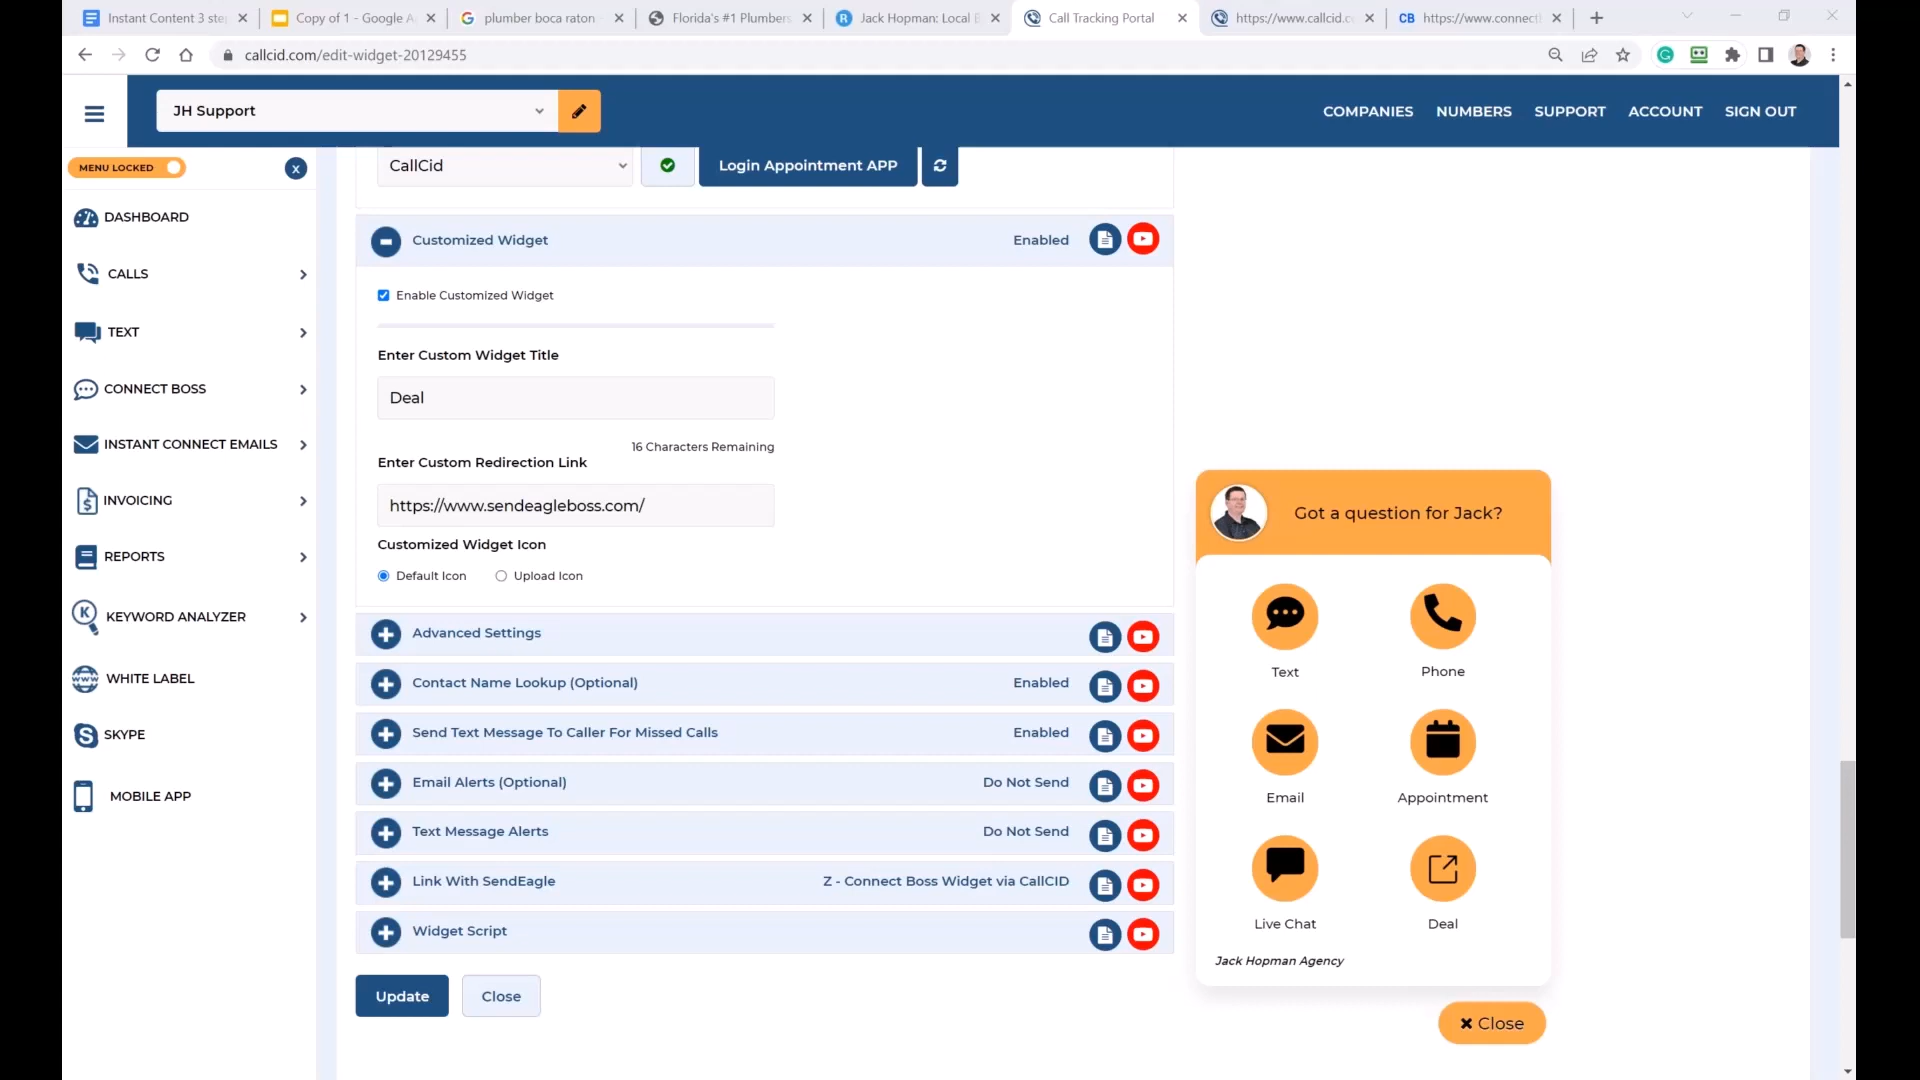 Instant Content 3 ste
Copy of 1 - Google A
plumber boca raton
Florida's #1 Plumbers
Jack Hopman: Local
Call Tracking Portal
https://www.callcid.c
CB https://www.connect
callcid.com/edit-widget-20129455
JH Support
COMPANIES NUMBERS SUPPORT ACCOUNT SIGN OUT
MENU LOCKED
x
DASHBOARD
CALLS
TEXT
CONNECT BOSS
INSTANT CONNECT EMAILS
INVOICING
REPORTS
K
KEYWORD ANALYZER
www
WHITE LABEL
SKYPE
MOBILE APP
CallCid
Login Appointment APP
Customized Widget Enabled
Enable Customized Widget
Enter Custom Widget Title
Deal
16 Characters Remaining
Enter Custom Redirection Link
https://www.sendeagleboss.com/
Customized Widget Icon
Default Icon Upload Icon
Advanced Settings
Contact Name Lookup (Optional) Enabled
Send Text Message To Caller For Missed Calls Enabled
Email Alerts (Optional) Do Not Send
Text Message Alerts Do Not Send
Link With SendEagle Z - Connect Boss Widget via CallCID
Widget Script
Update Close
Got a question for Jack?
Text Phone
Email Appointment
Live Chat Deal
Jack Hopman Agency
Close